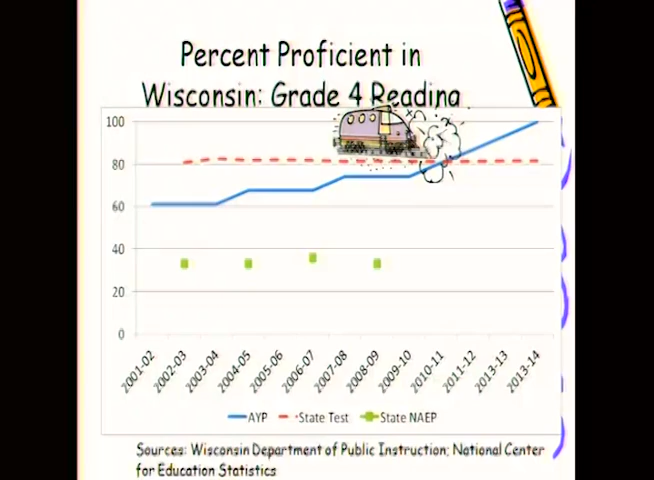 Percent Proficient in
Wisconsin: Grade 4 Reading
100
80
60
40
20
0
2001-02
2002-03
2003-04
2004-05
2005-06
2006-07
2007-08
2008-09
2009-10
2010-11
2011-12
2012-13
2013-14
AYP
State Test
State NAEP
Sources: Wisconsin Department of Public Instruction; National Center
for Education Statistics